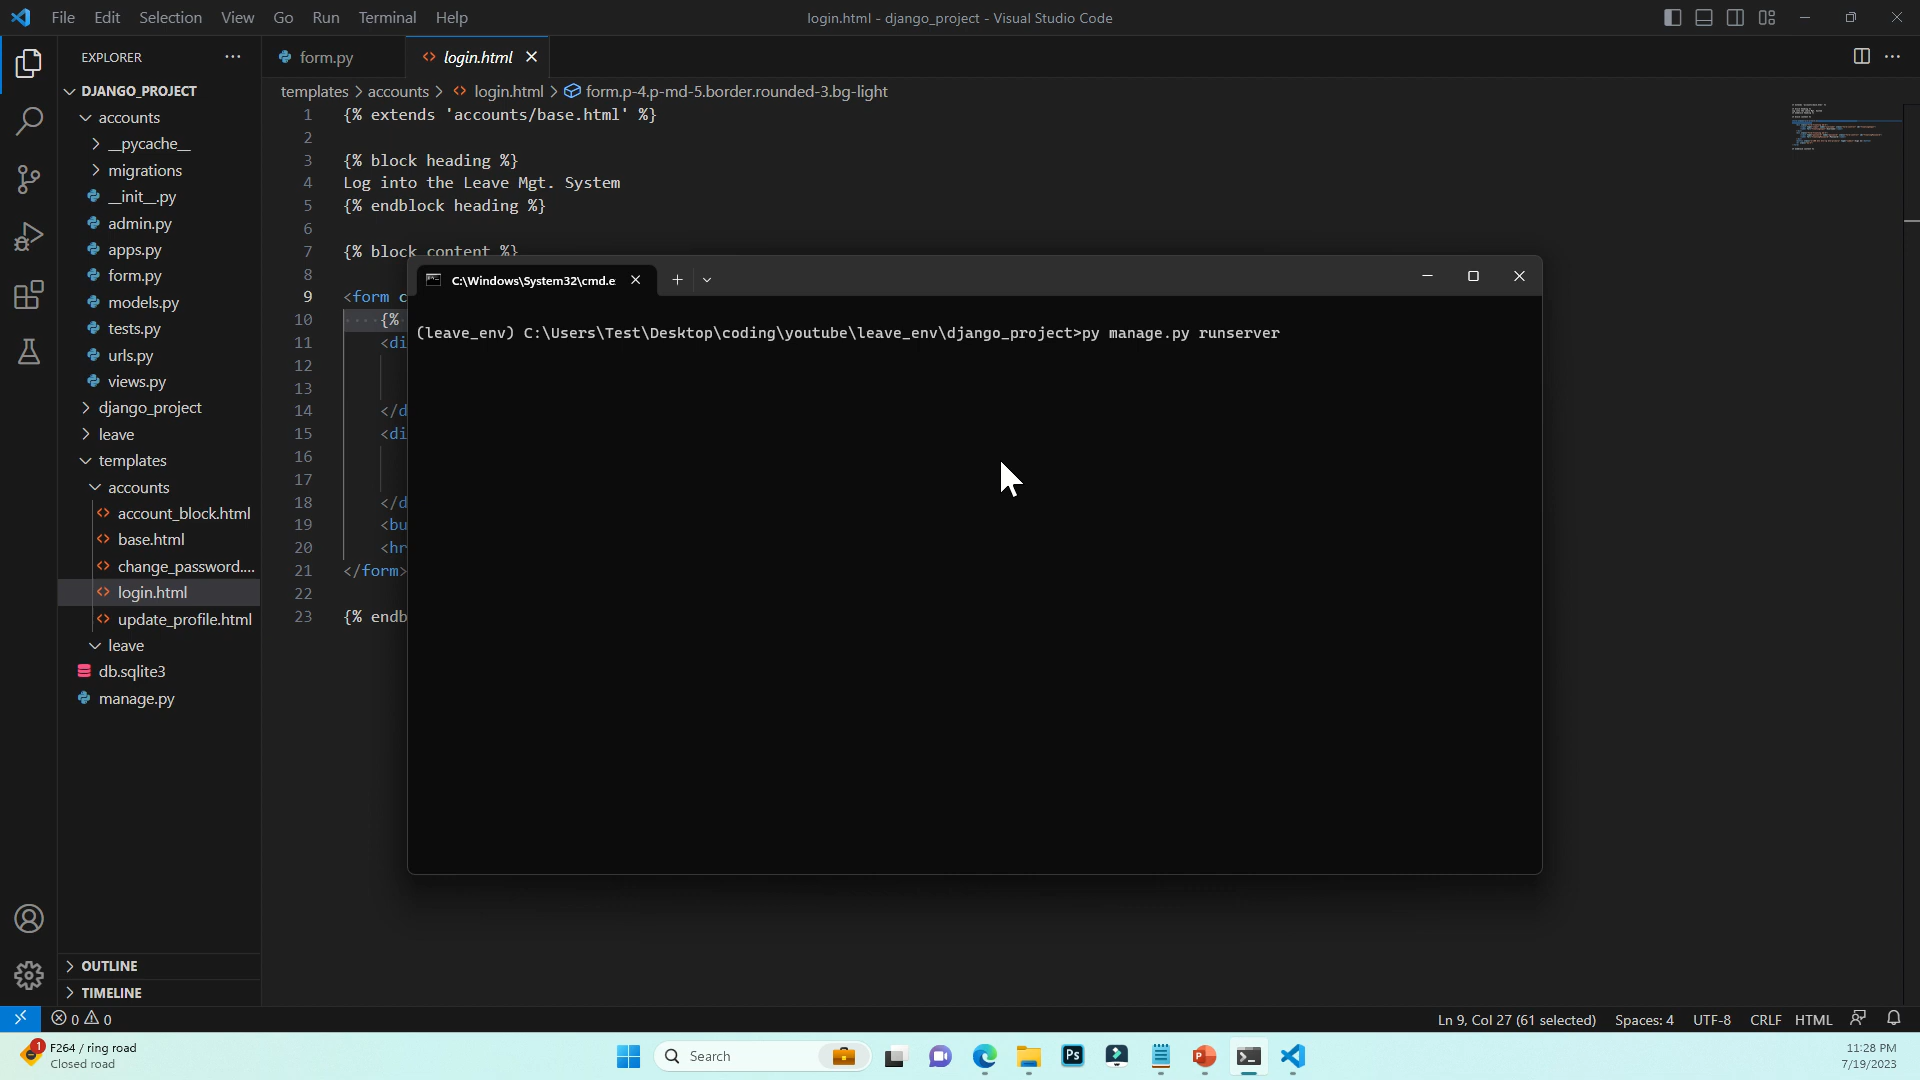 File Edit Selection View Go Run Terminal Help
login.html - django_project - Visual Studio Code
EXPLORER
DJANGO_PROJECT
accounts
__pycache__
migrations
__init__.py
admin.py
apps.py
form.py
models.py
tests.py
urls.py
views.py
django_project
leave
templates
accounts
account_block.html
base.html
change_password....
login.html
update_profile.html
leave
db.sqlite3
manage.py
OUTLINE
TIMELINE
form.py
login.html
templates > accounts > login.html > form.p-4.p-md-5.border.rounded-3.bg-light
1 {% extends 'accounts/base.html' %}
2
3 {% block heading %}
4 Log into the Leave Mgt. System
5 {% endblock heading %}
6
7 {% block content %}
8
9 <form c
10 {%
11 <di
12
13
14 </d
15 <di
16
17
18 </d
19 <bu
20 <hr
21 </form>
22
23 {% endb
C:\Windows\System32\cmd.e
(leave_env) C:\Users\Test\Desktop\coding\youtube\leave_env\django_project>py manage.py runserver
0 0
Ln 9, Col 27 (61 selected) Spaces: 4 UTF-8 CRLF HTML
1
F264 / ring road
Closed road
Search
Ps
11:28 PM
7/19/2023